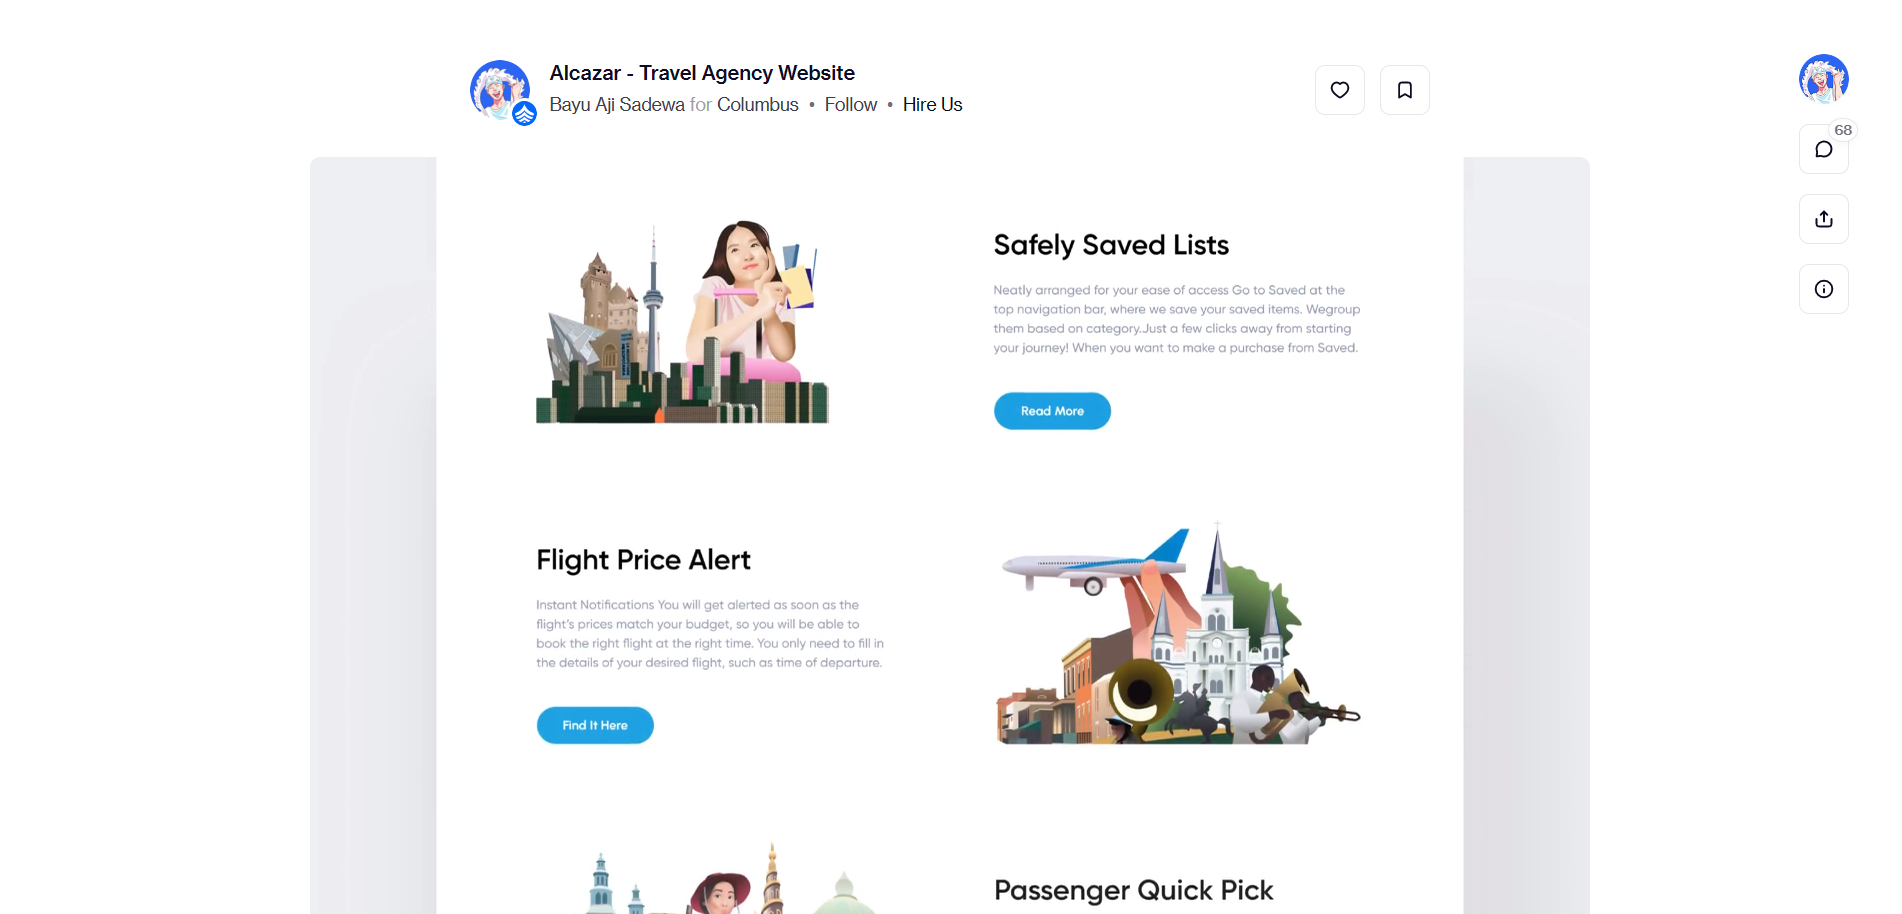 Alcazar - Travel Agency Website
Bayu Aji Sadewa for Columbus • Follow • Hire Us
68
Safely Saved Lists
Neatly arranged for your ease of access Go to Saved at the
top navigation bar, where we save your saved items. Wegroup
them based on category.Just a few clicks away from starting
your journey! When you want to make a purchase from Saved.
Read More
Flight Price Alert
Instant Notifications You will get alerted as soon as the
flight's prices match your budget, so you will be able to
book the right flight at the right time. You only need to fill in
the details of your desired flight, such as time of departure.
Find It Here
Passenger Quick Pick